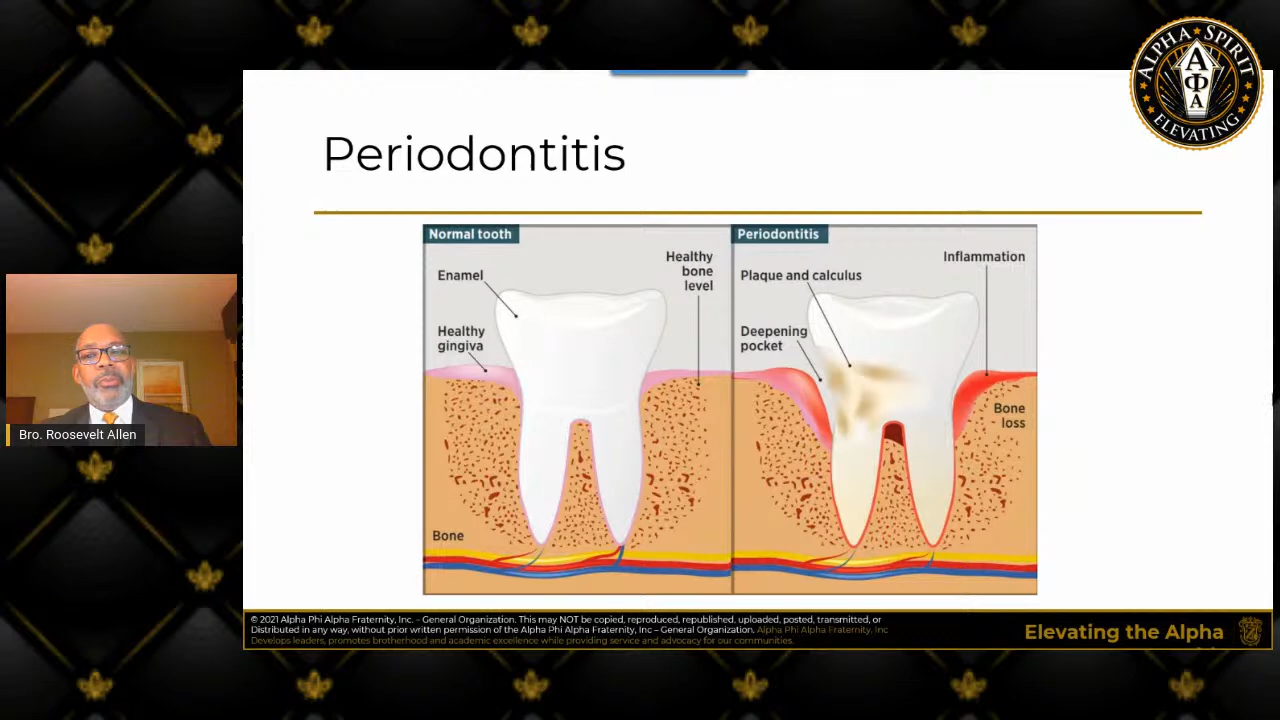 ALPHA SPIRIT
Α
Φ
Α
ELEVATING
Periodontitis
Normal tooth
Enamel
Healthy
gingiva
Healthy
bone
level
Bone
Periodontitis
Plaque and calculus
Deepening
pocket
Inflammation
Bone
loss
Bro. Roosevelt Allen
© 2021 Alpha Phi Alpha Fraternity, Inc. – General Organization. This may NOT be copied, reproduced, republished, uploaded, posted, transmitted, or
Distributed in any way, without prior written permission of the Alpha Phi Alpha Fraternity, Inc – General Organization. Alpha Phi Alpha Fraternity, Inc
Develops leaders, promotes brotherhood and academic excellence while providing service and advocacy for our communities.
Elevating the Alpha